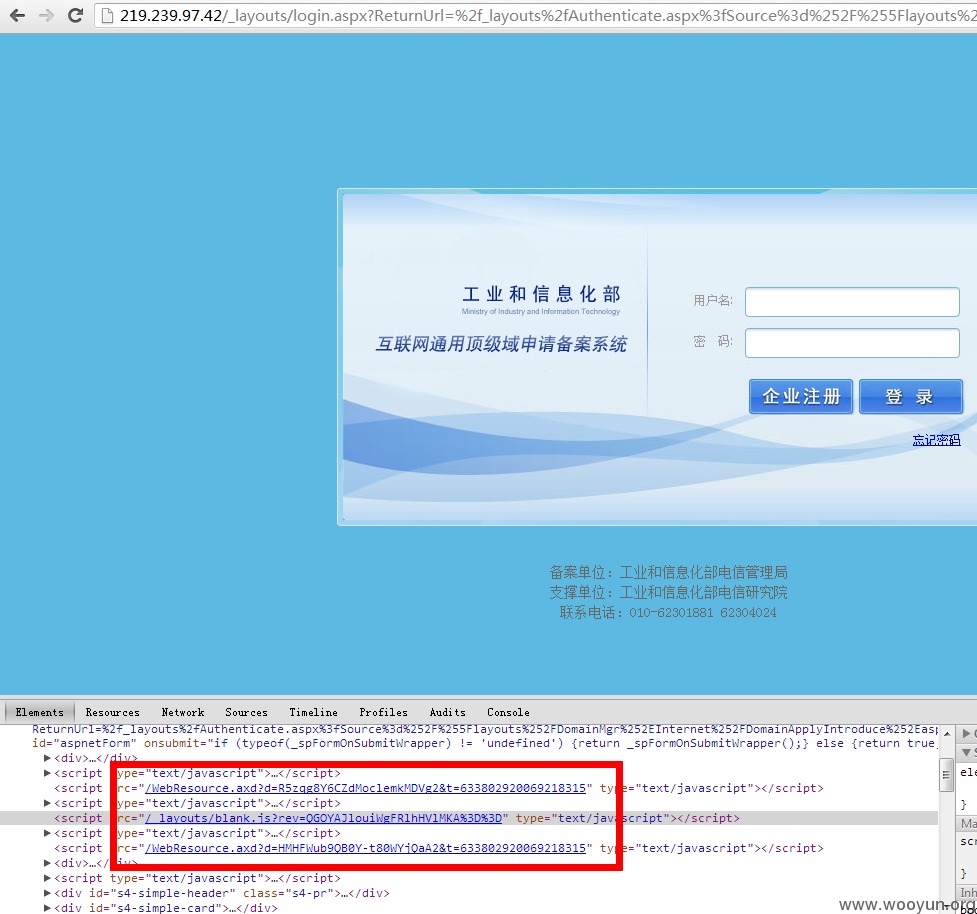 219.239.97.42/_layouts/login.aspx?ReturnUrl=%2f_layouts%2fAuthenticate.aspx%3fSource%3d%252F%255Flayouts%2
工业和信息化部
Ministry of Industry and Information Technology
互联网通用顶级域申请备案系统
用户名:
密 码:
企业注册 登 录
忘记密码
备案单位：工业和信息化部电信管理局
支撑单位：工业和信息化部电信研究院
联系电话：010-62301881 62304024
Elements Resources Network Sources Timeline Profiles Audits Console
ReturnUrl=%2f_layouts%2fAuthenticate.aspx%3fSource%3d%252F%255Flayouts%252FDomainMgr%252EInternet%252FDomainApplyIntroduce%252Easp
id="aspnetForm" onsubmit="if (typeof(_spFormOnSubmitWrapper) != 'undefined') {return _spFormOnSubmitWrapper();} else {return true
<div>…</div>
<script type="text/javascript">…</script>
<script src="/WebResource.axd?d=R5zqg8Y6CZdMoclemkMDVg2&t=633802920069218315" type="text/javascript"></script>
<script type="text/javascript">…</script>
<script src="/_layouts/blank.js?rev=QGOYAJlouiWgFRlhHVlMKA%3D%3D" type="text/javascript"></script>
<script type="text/javascript">…</script>
<script src="/WebResource.axd?d=HMHFWub9QB0Y-t80WYjQaA2&t=633802920069218315" type="text/javascript"></script>
<div>…</div>
<script type="text/javascript">…</script>
<div id="s4-simple-header" class="s4-pr">…</div>
<div id="s4-simple-card">…</div>
ele
}
Ma
scr
}
Inh
www.wooyun.org